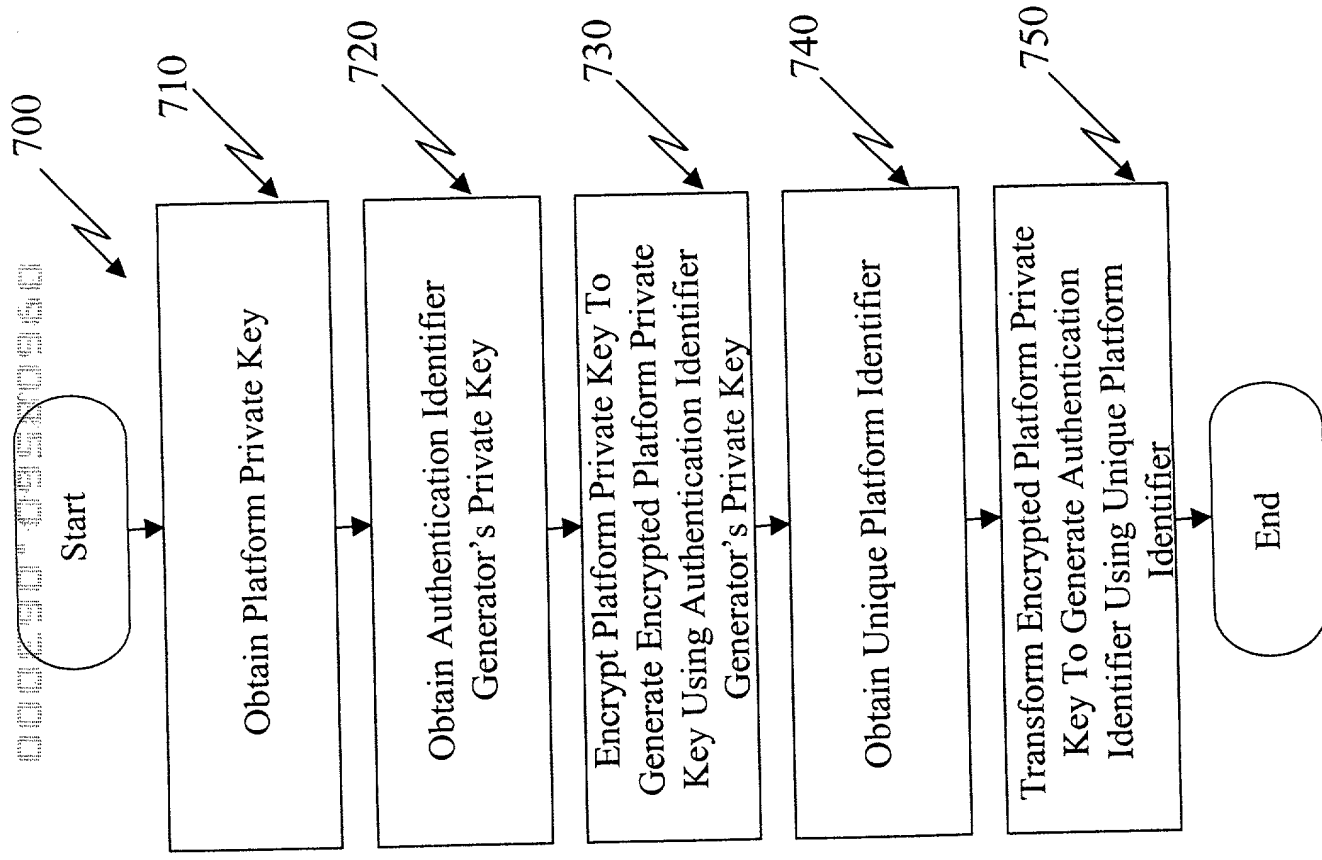 700
Start
710
Obtain Platform Private Key
720
Obtain Authentication Identifier
Generator's Private Key
730
Encrypt Platform Private Key To
Generate Encrypted Platform Private
Key Using Authentication Identifier
Generator's Private Key
740
Obtain Unique Platform Identifier
750
Transform Encrypted Platform Private
Key To Generate Authentication
Identifier Using Unique Platform
Identifier
End